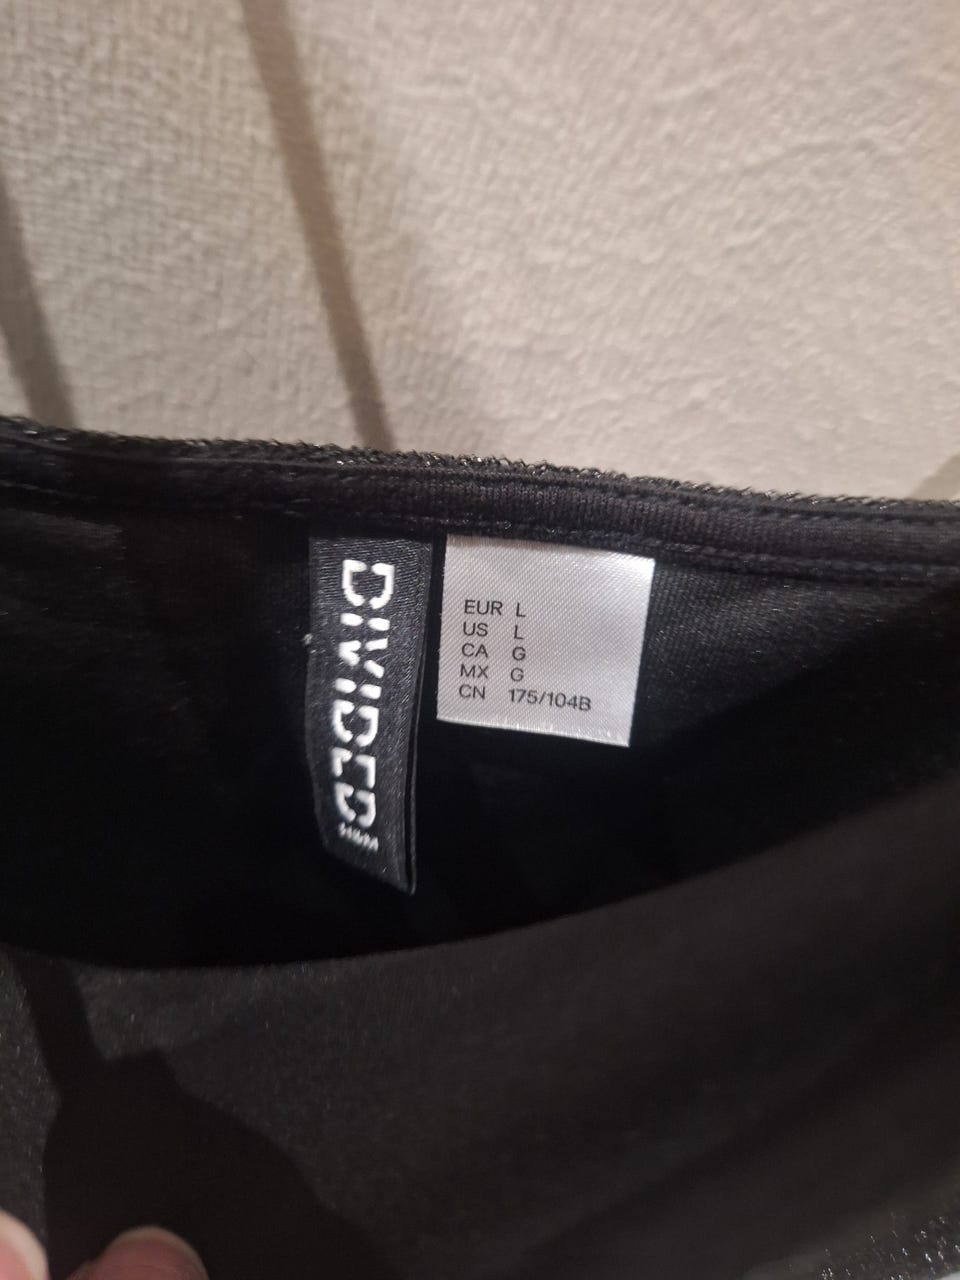 DIVIDED
H&M
EUR L
US L
CA G
MX G
CN 175/104B